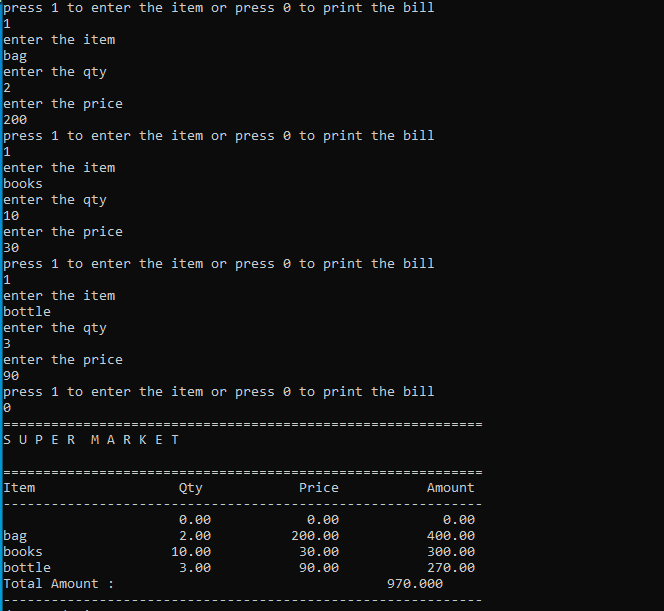 press 1 to enter the item or press 0 to print the bill
1
enter the item
bag
enter the qty
2
enter the price
200
press 1 to enter the item or press 0 to print the bill
1
enter the item
books
enter the qty
10
enter the price
30
press 1 to enter the item or press 0 to print the bill
1
enter the item
bottle
enter the qty
3
enter the price
90
press 1 to enter the item or press 0 to print the bill
0
============================================================
S U P E R  M A R K E T
============================================================
Item                  Qty            Price           Amount
------------------------------------------------------------
                      0.00            0.00             0.00
bag                   2.00          200.00           400.00
books                10.00           30.00           300.00
bottle                3.00           90.00           270.00
Total Amount :                                  970.000
------------------------------------------------------------